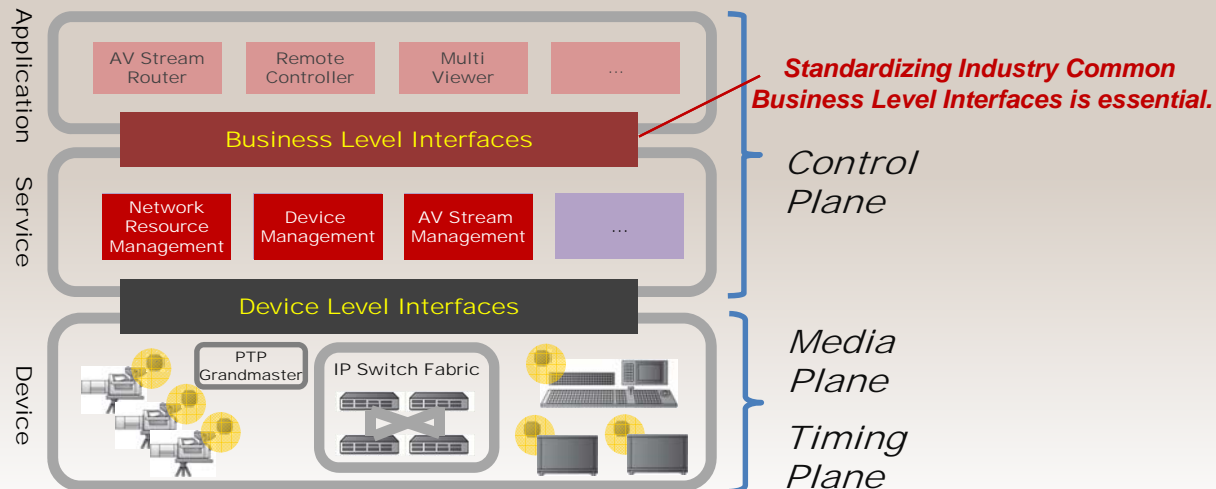 Application
AV Stream
Router
Remote
Controller
Multi
Viewer
...
Standardizing Industry Common
Business Level Interfaces is essential.
Business Level Interfaces
Control
Plane
Service
Network
Resource
Management
Device
Management
AV Stream
Management
...
Device Level Interfaces
Device
PTP
Grandmaster
IP Switch Fabric
Media
Plane
Timing
Plane